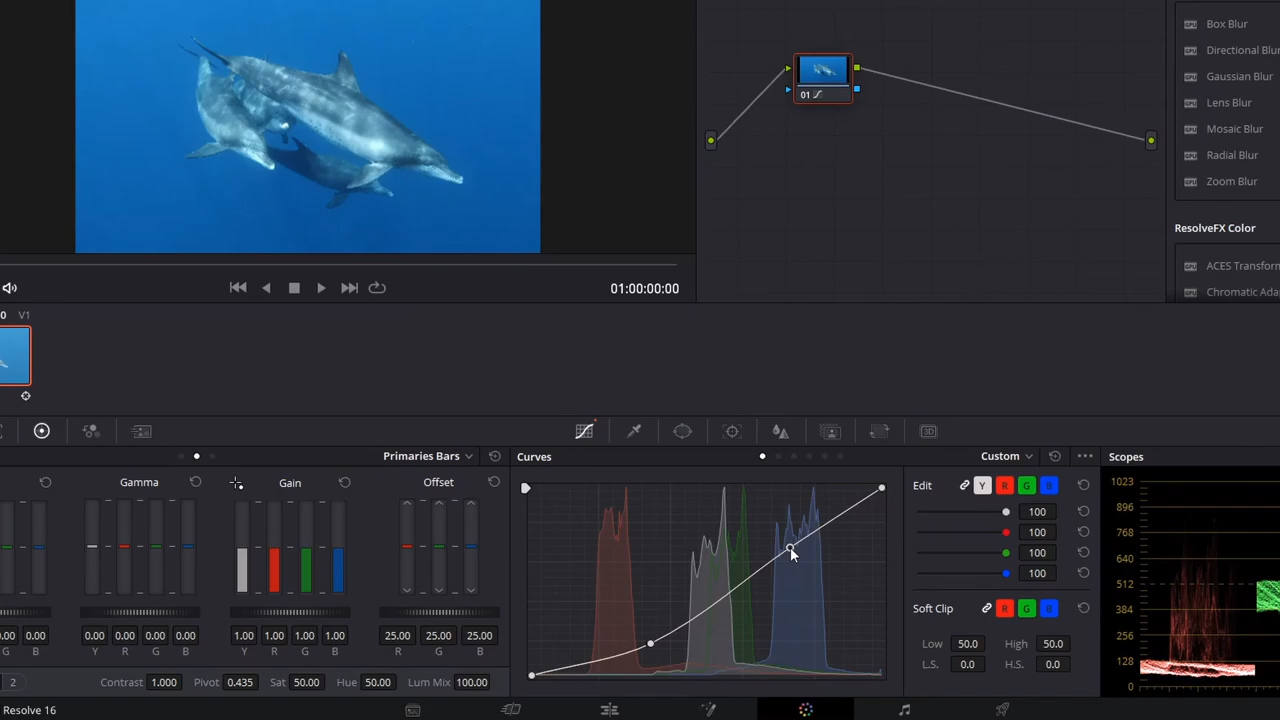 Box Blur
Directional Blur
Gaussian Blur
Lens Blur
Mosaic Blur
Radial Blur
Zoom Blur
ResolveFX Color
ACES Transform
Chromatic Ada
01
01:00:00:00
0 V1
Primaries Bars
Curves
Custom
Scopes
Gamma
Gain
Offset
Edit
Y R G B
100
100
100
100
Soft Clip R G B
Low 50.0 High 50.0
L.S. 0.0 H.S. 0.0
0.00 0.00 0.00 0.00 0.00 1.00 1.00 1.00 1.00 25.00 25.00 25.00
G B Y R G B Y R G B R G B
2 Contrast 1.000 Pivot 0.435 Sat 50.00 Hue 50.00 Lum Mix 100.00
1023
896
768
640
512
384
256
128
0
Resolve 16
3D